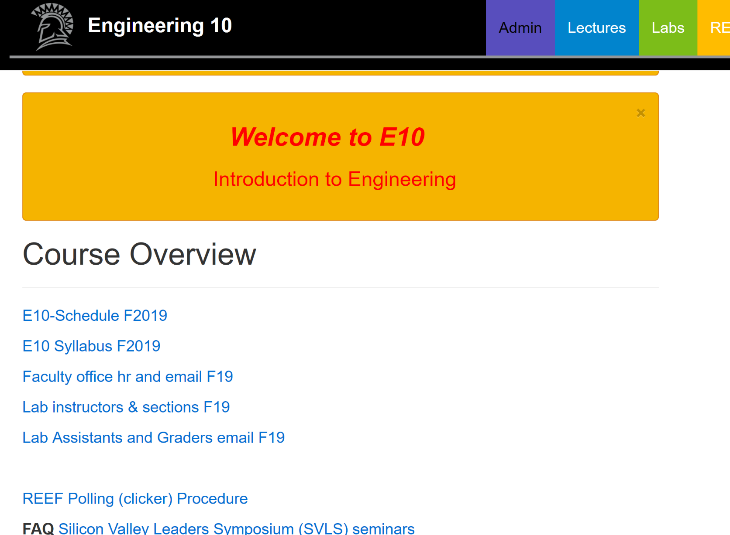 Engineering 10
Admin Lectures Labs RE
×
Welcome to E10
Introduction to Engineering
Course Overview
E10-Schedule F2019
E10 Syllabus F2019
Faculty office hr and email F19
Lab instructors & sections F19
Lab Assistants and Graders email F19
REEF Polling (clicker) Procedure
FAQ Silicon Valley Leaders Symposium (SVLS) seminars